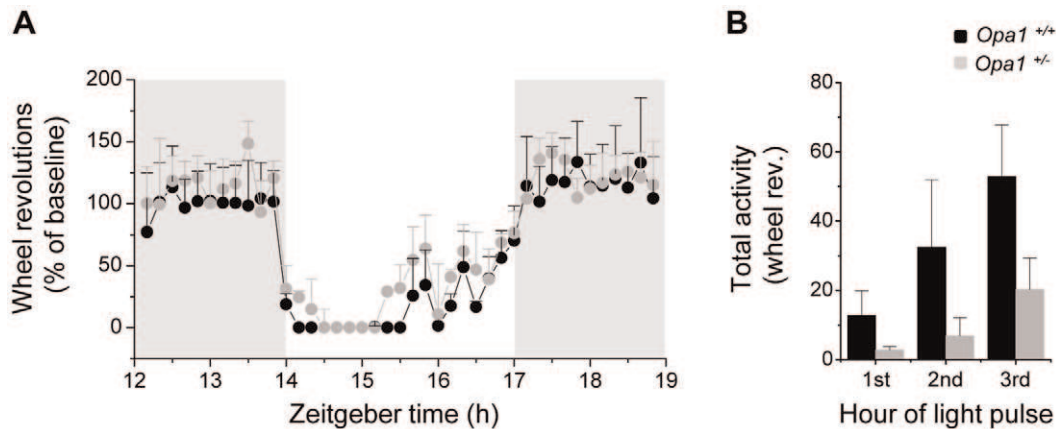 A
Wheel revolutions
(% of baseline)
200
150
100
50
0
12
13
14
15
16
17
18
19
Zeitgeber time (h)
B
Opa1 +/+
Opa1 +/-
Total activity
(wheel rev.)
80
60
40
20
0
1st
2nd
3rd
Hour of light pulse